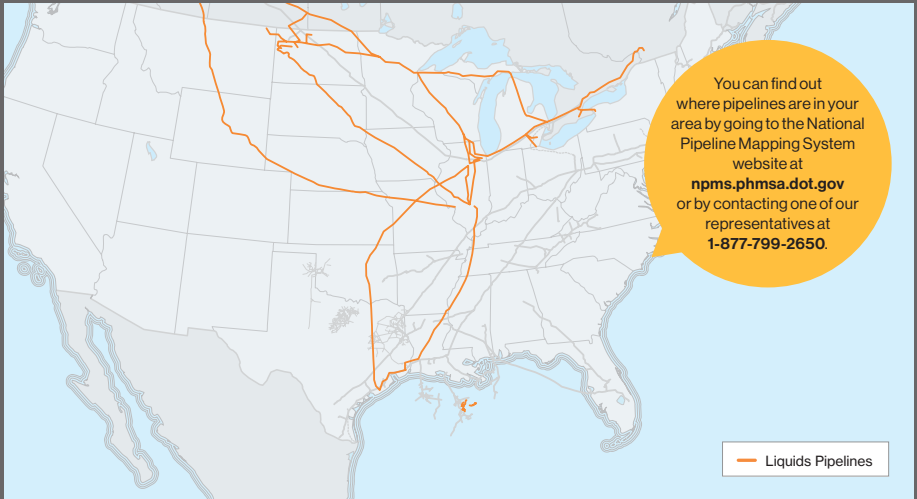 You can find out
where pipelines are in your
area by going to the National
Pipeline Mapping System
website at
npms.phmsa.dot.gov
or by contacting one of our
representatives at
1-877-799-2650.
Liquids Pipelines